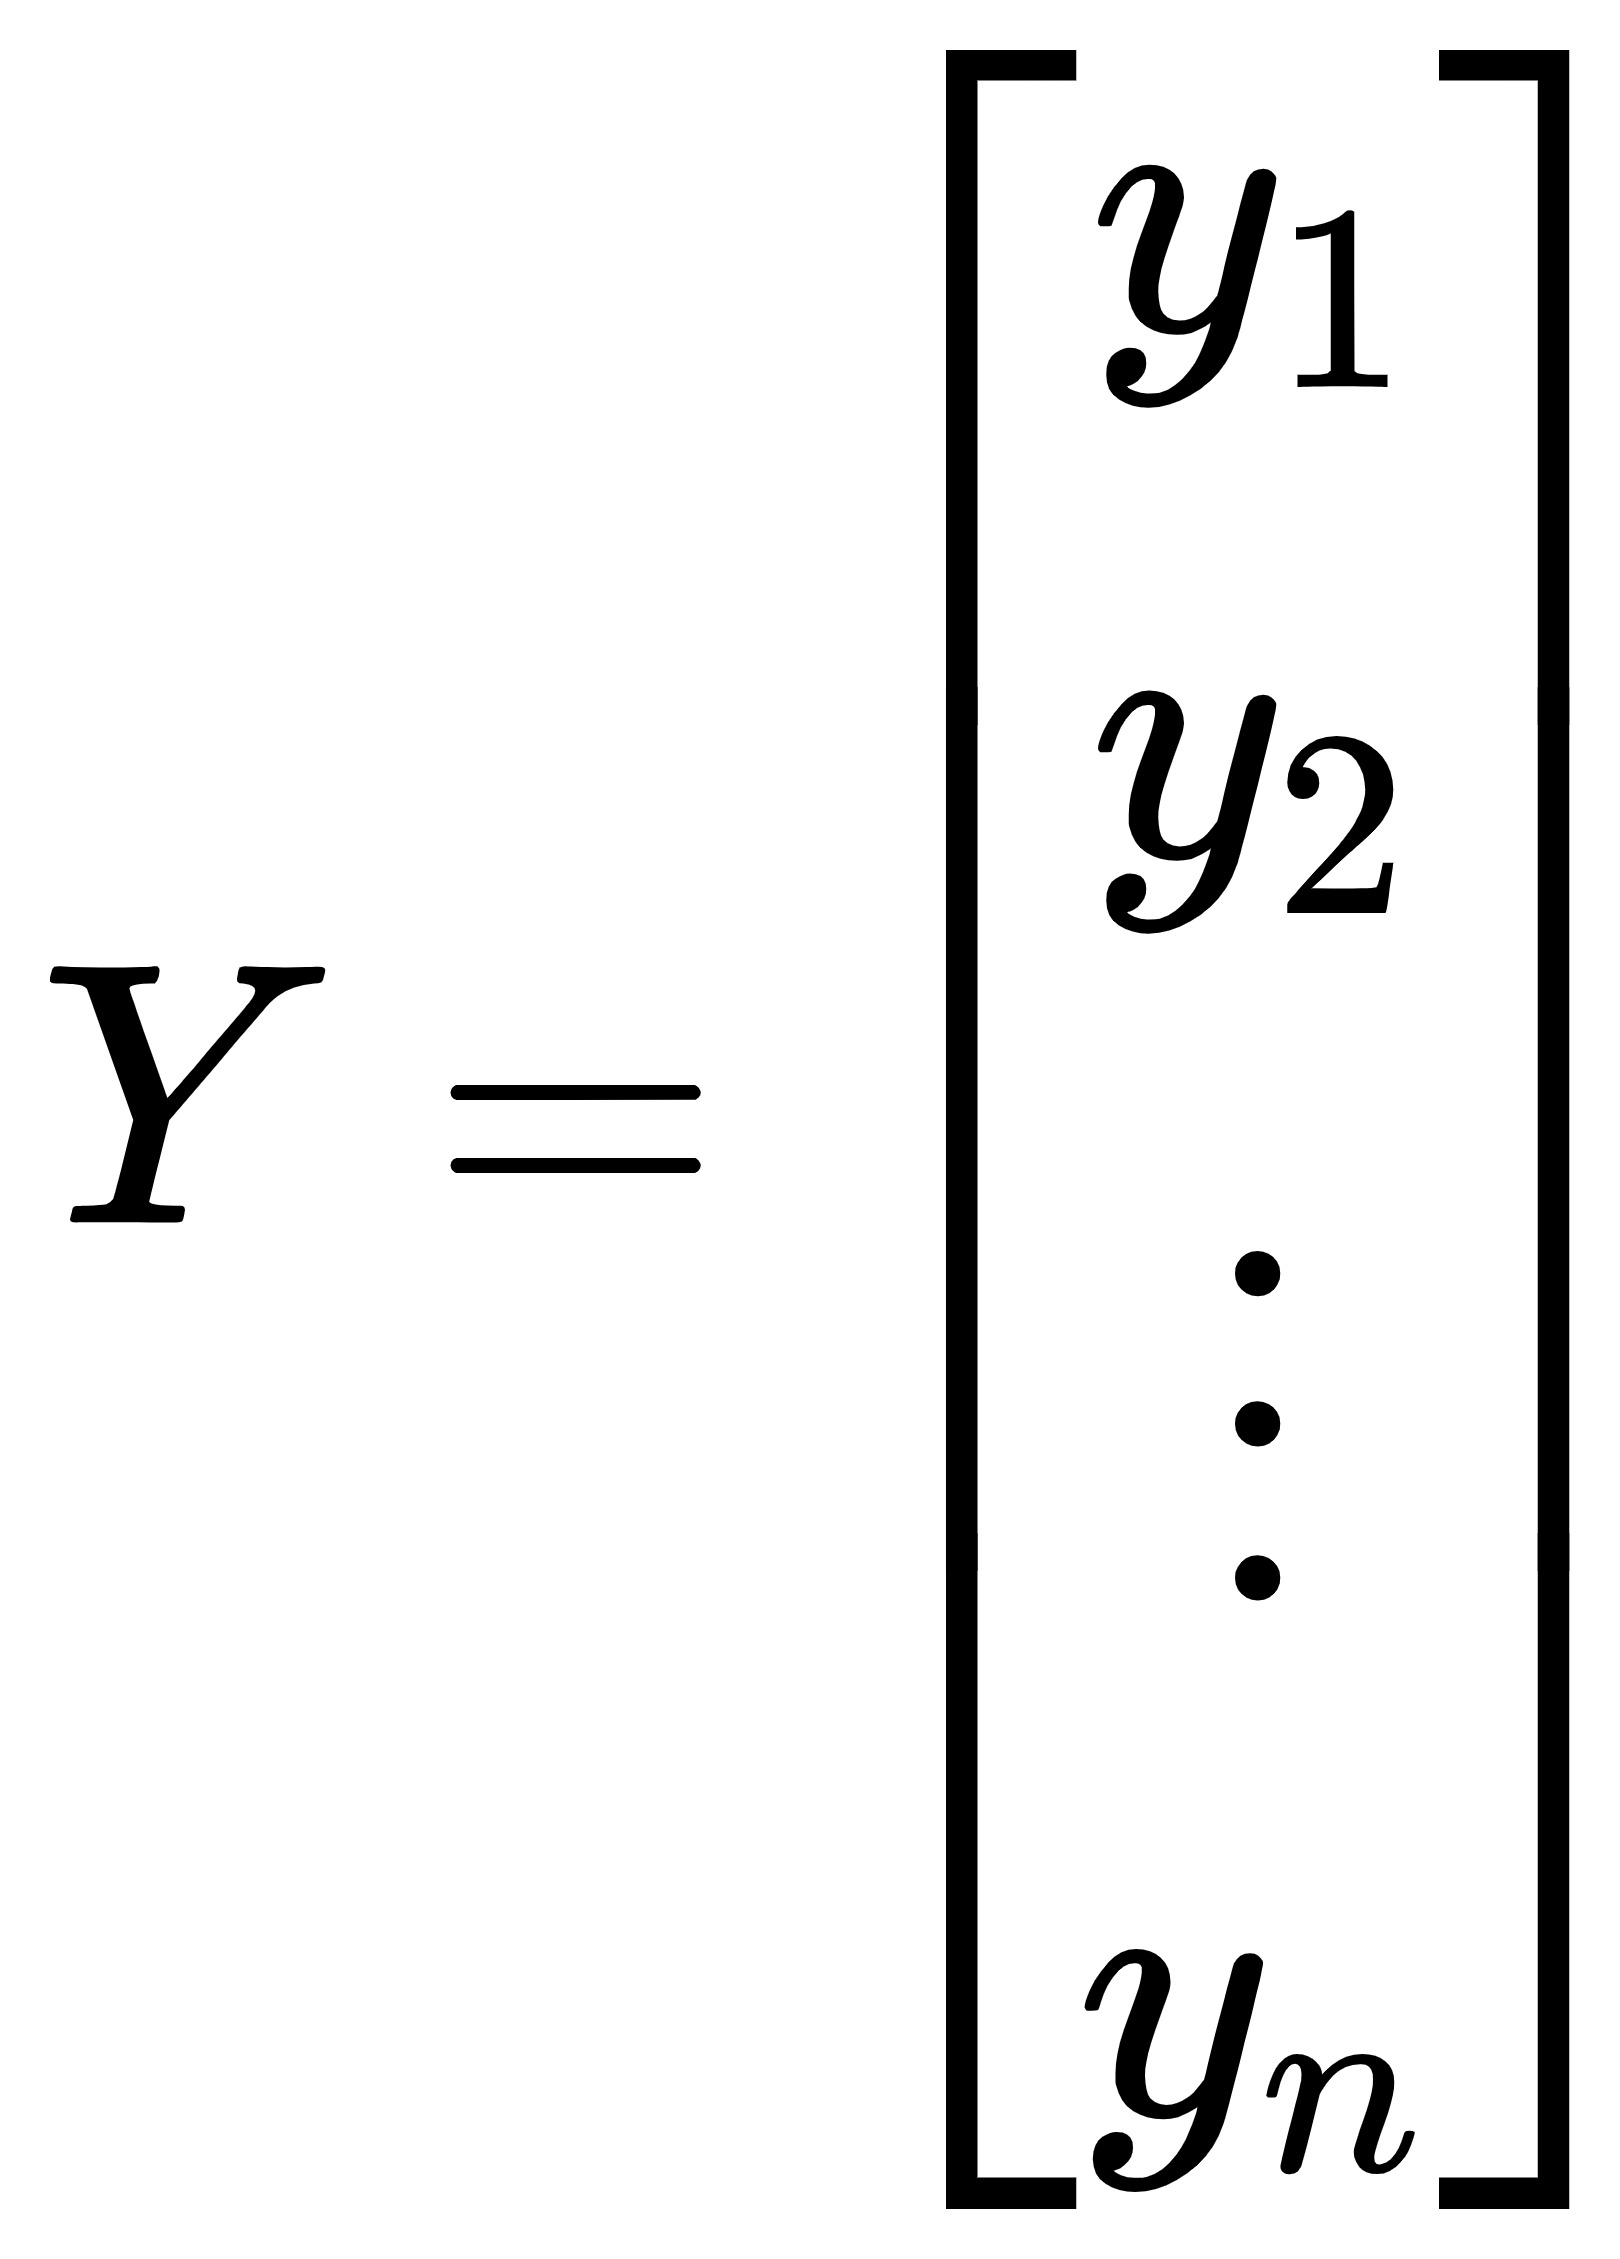 Y = [
y₁
y₂
⋮
yₙ
]